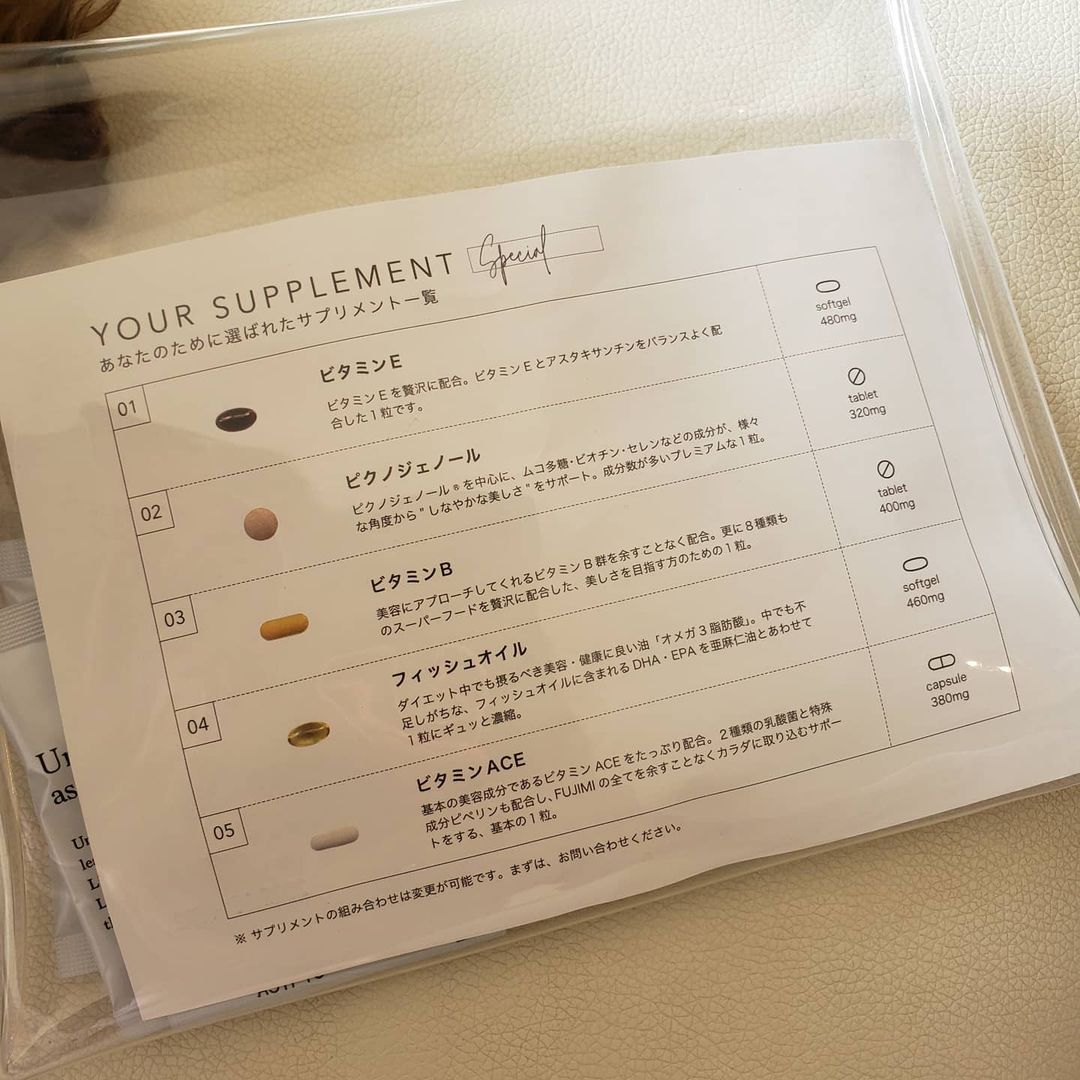 YOUR SUPPLEMENT
Special
あなたのために選ばれたサプリメント一覧
01
ビタミンE
ビタミンEを贅沢に配合。ビタミンEとアスタキサンチンをバランスよく配
合した1粒です。
softgel
480mg
02
ピクノジェノール
ピクノジェノール®を中心に、ムコ多糖・ビオチン・セレンなどの成分が、様々
な角度から"しなやかな美しさ"をサポート。成分数が多いプレミアムな1粒。
tablet
320mg
03
ビタミンB
美容にアプローチしてくれるビタミンB群を余すことなく配合。更に8種類も
のスーパーフードを贅沢に配合した、美しさを目指す方のための1粒。
tablet
400mg
04
フィッシュオイル
ダイエット中でも摂るべき美容・健康に良い油「オメガ3脂肪酸」。中でも不
足しがちな、フィッシュオイルに含まれるDHA・EPAを亜麻仁油とあわせて
1粒にギュッと濃縮。
softgel
460mg
05
ビタミンACE
基本の美容成分であるビタミンACEをたっぷり配合。2種類の乳酸菌と特殊
成分ピペリンも配合し、FUJIMIの全てを余すことなくカラダに取り込むサポー
トをする、基本の1粒。
capsule
380mg
※ サプリメントの組み合わせは変更が可能です。まずは、お問い合わせください。
as